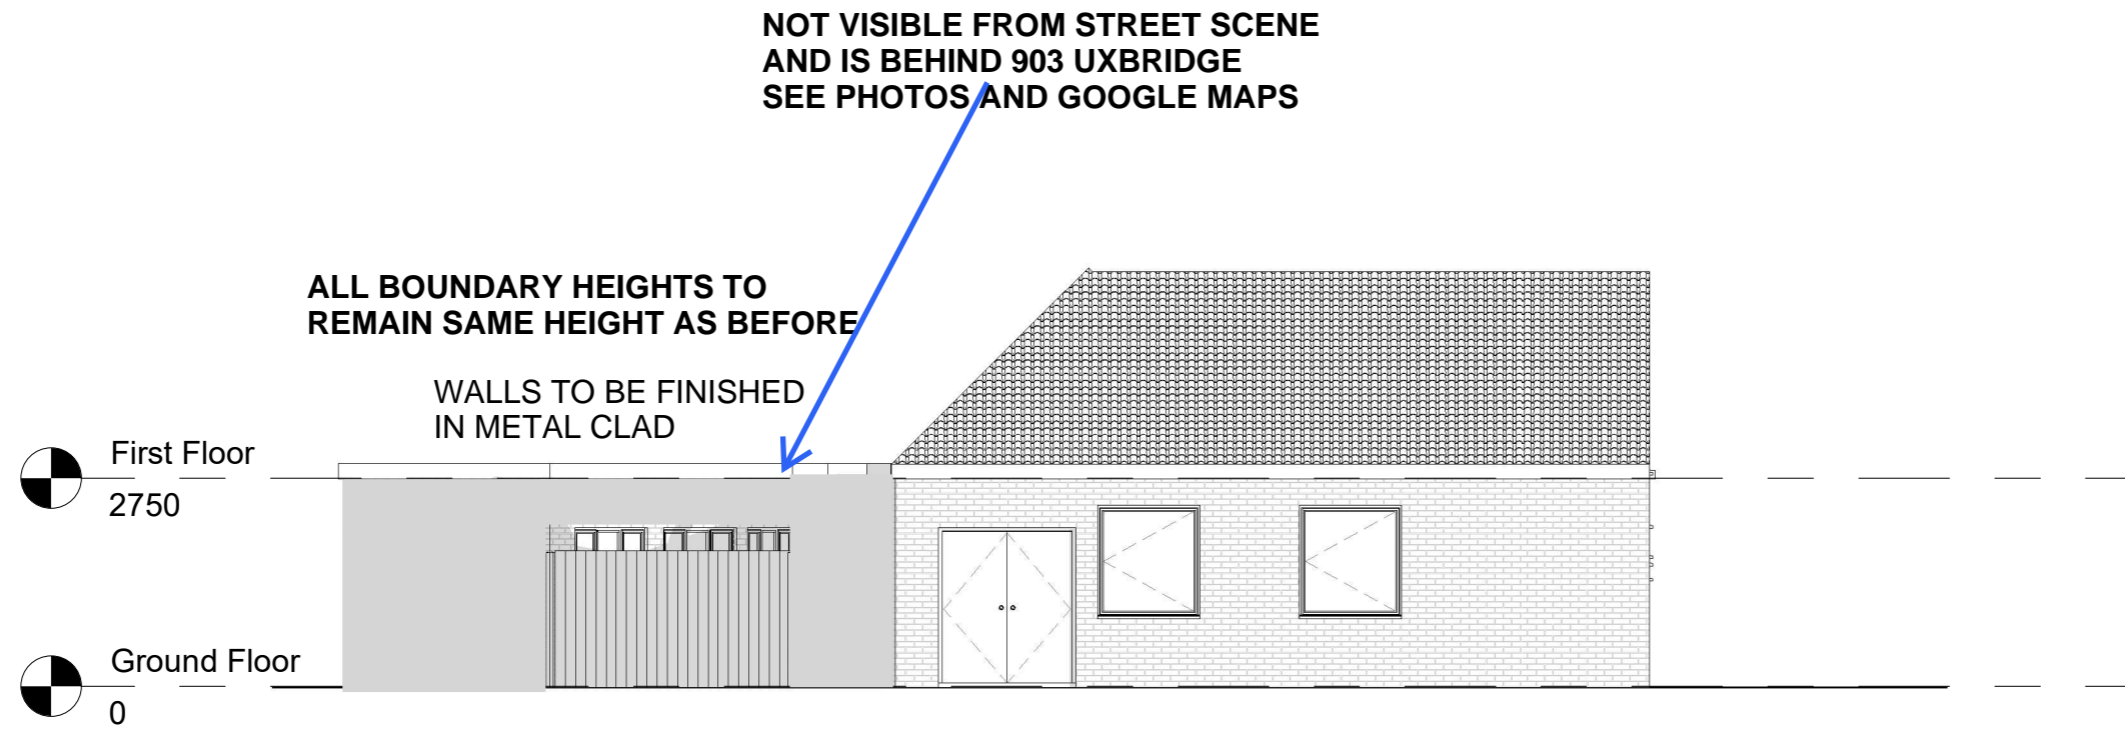 NOT VISIBLE FROM STREET SCENE
AND IS BEHIND 903 UXBRIDGE
SEE PHOTOS AND GOOGLE MAPS
ALL BOUNDARY HEIGHTS TO
REMAIN SAME HEIGHT AS BEFORE
WALLS TO BE FINISHED
IN METAL CLAD
First Floor
2750
Ground Floor
0